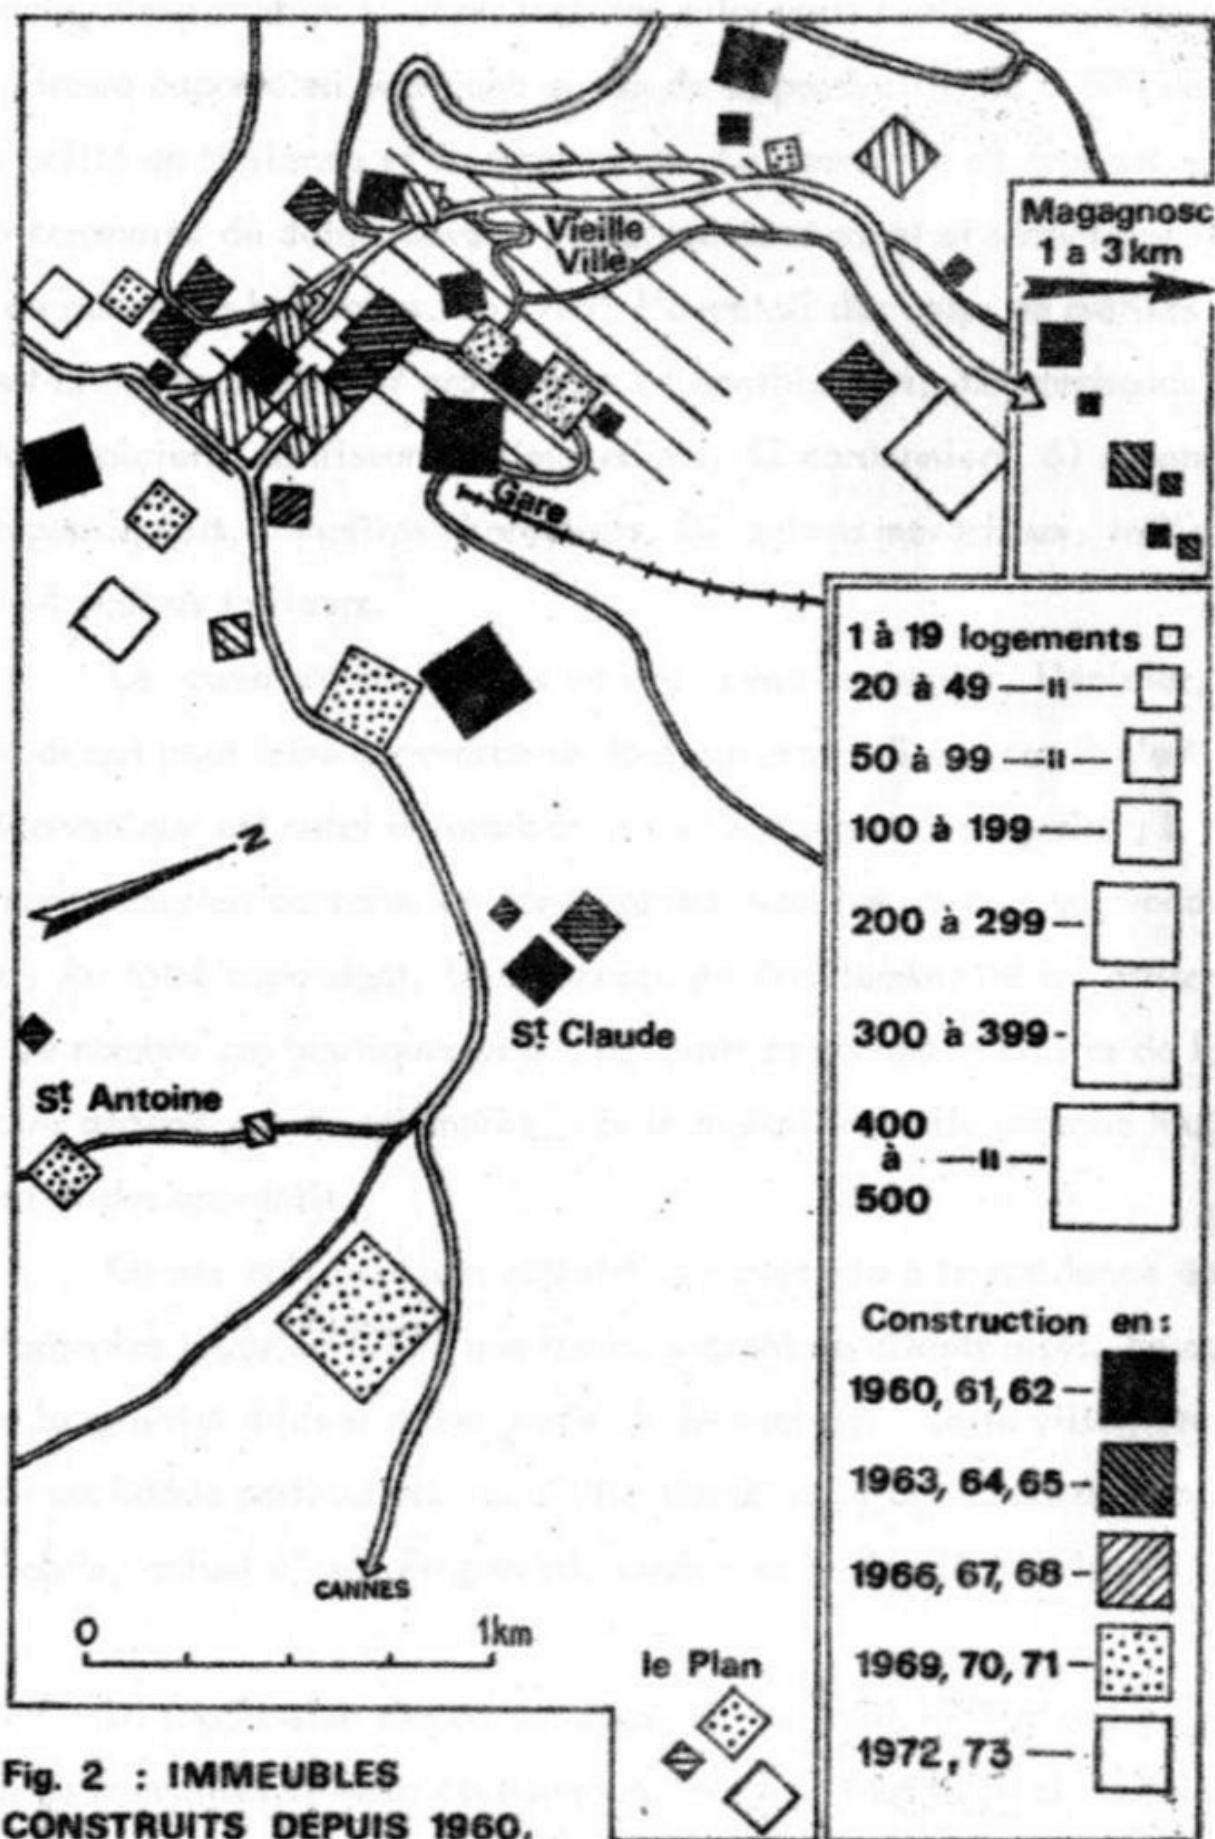 Vieille
Ville
Magagnosc
1 a 3km
Gare
1 à 19 logements
20 à 49 —"—
50 à 99 —"—
100 à 199—
200 à 299—
300 à 399-
400
à —"—
500
N
St Claude
St Antoine
Construction en:
1960, 61, 62—
1963, 64, 65—
1966, 67, 68—
1969, 70, 71—
1972, 73 —
CANNES
0 1km
le Plan
Fig. 2 : IMMEUBLES
CONSTRUITS DEPUIS 1960.